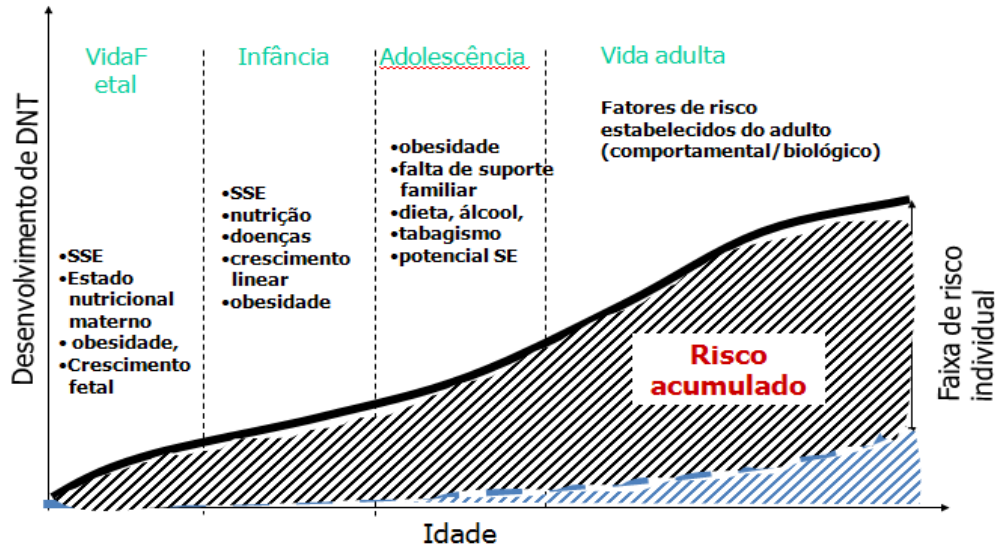 Desenvolvimento de DNT
VidaF
etal
•SSE
•Estado
nutricional
materno
• obesidade,
•Crescimento
fetal
Infância
•SSE
•nutrição
•doenças
•crescimento
linear
•obesidade
Adolescência
•obesidade
•falta de suporte
familiar
•dieta, álcool,
•tabagismo
•potencial SE
Vida adulta
Fatores de risco
estabelecidos do adulto
(comportamental/biológico)
Risco
acumulado
Faixa de risco
individual
Idade